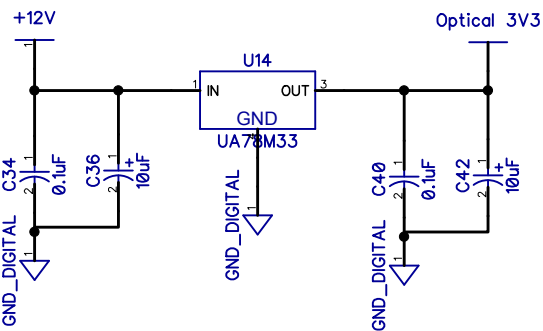 +12V
Optical 3V3
U14
1
IN
OUT
3
GND
UA78M33
1
1
C34
0.1uF
2
1
C36
+
10uF
2
1
C40
0.1uF
2
1
1
C42
+
10uF
2
GND_DIGITAL
1
GND_DIGITAL
1
GND_DIGITAL
1